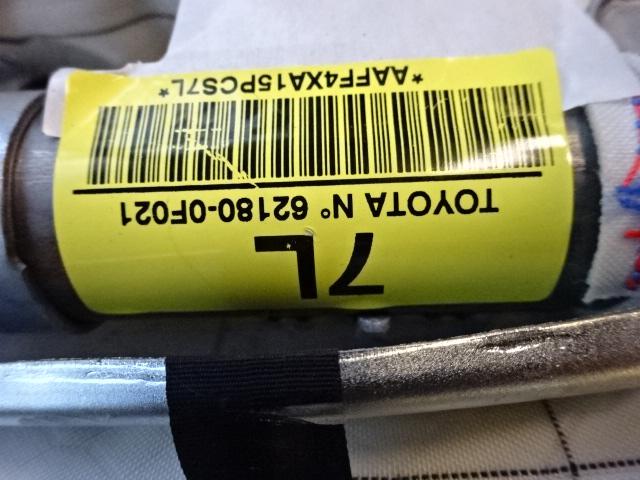 7L
TOYOTA N° 62180-0F021
*AAFF4XA15PCS7L*